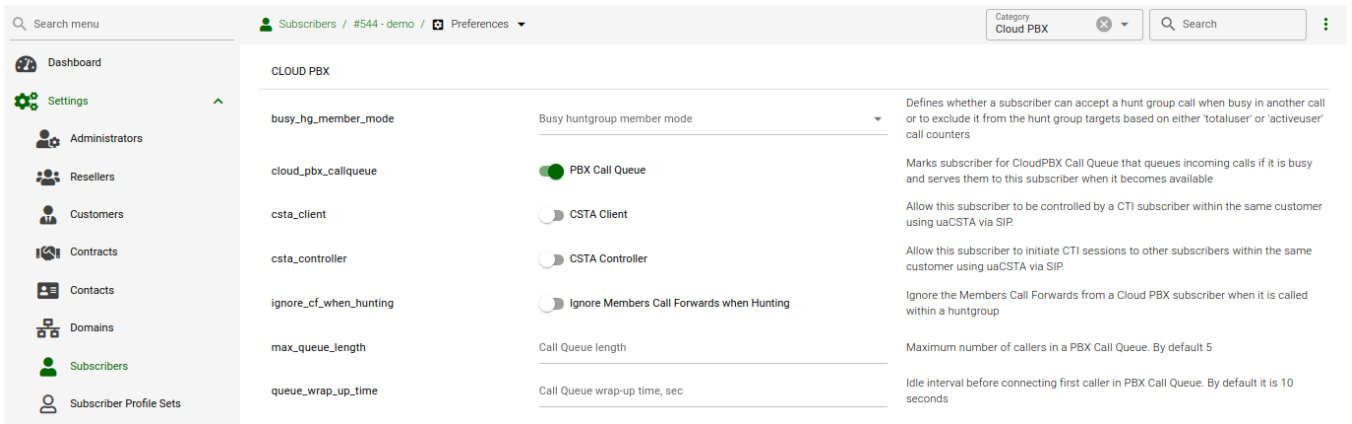 Search menu
Subscribers / #544 - demo / Preferences
Category
Cloud PBX
Search
Dashboard
Settings
Administrators
Resellers
Customers
Contracts
Contacts
Domains
Subscribers
Subscriber Profile Sets
CLOUD PBX
busy_hg_member_mode
Busy huntgroup member mode
Defines whether a subscriber can accept a hunt group call when busy in another call
or to exclude it from the hunt group targets based on either 'totaluser' or 'activeuser'
call counters
cloud_pbx_callqueue
PBX Call Queue
Marks subscriber for CloudPBX Call Queue that queues incoming calls if it is busy
and serves them to this subscriber when it becomes available
csta_client
CSTA Client
Allow this subscriber to be controlled by a CTI subscriber within the same customer
using uaCSTA via SIP.
csta_controller
CSTA Controller
Allow this subscriber to initiate CTI sessions to other subscribers within the same
customer using uaCSTA via SIP.
ignore_cf_when_hunting
Ignore Members Call Forwards when Hunting
Ignore the Members Call Forwards from a Cloud PBX subscriber when it is called
within a huntgroup
max_queue_length
Call Queue length
Maximum number of callers in a PBX Call Queue. By default 5
queue_wrap_up_time
Call Queue wrap-up time, sec
Idle interval before connecting first caller in PBX Call Queue. By default it is 10
seconds